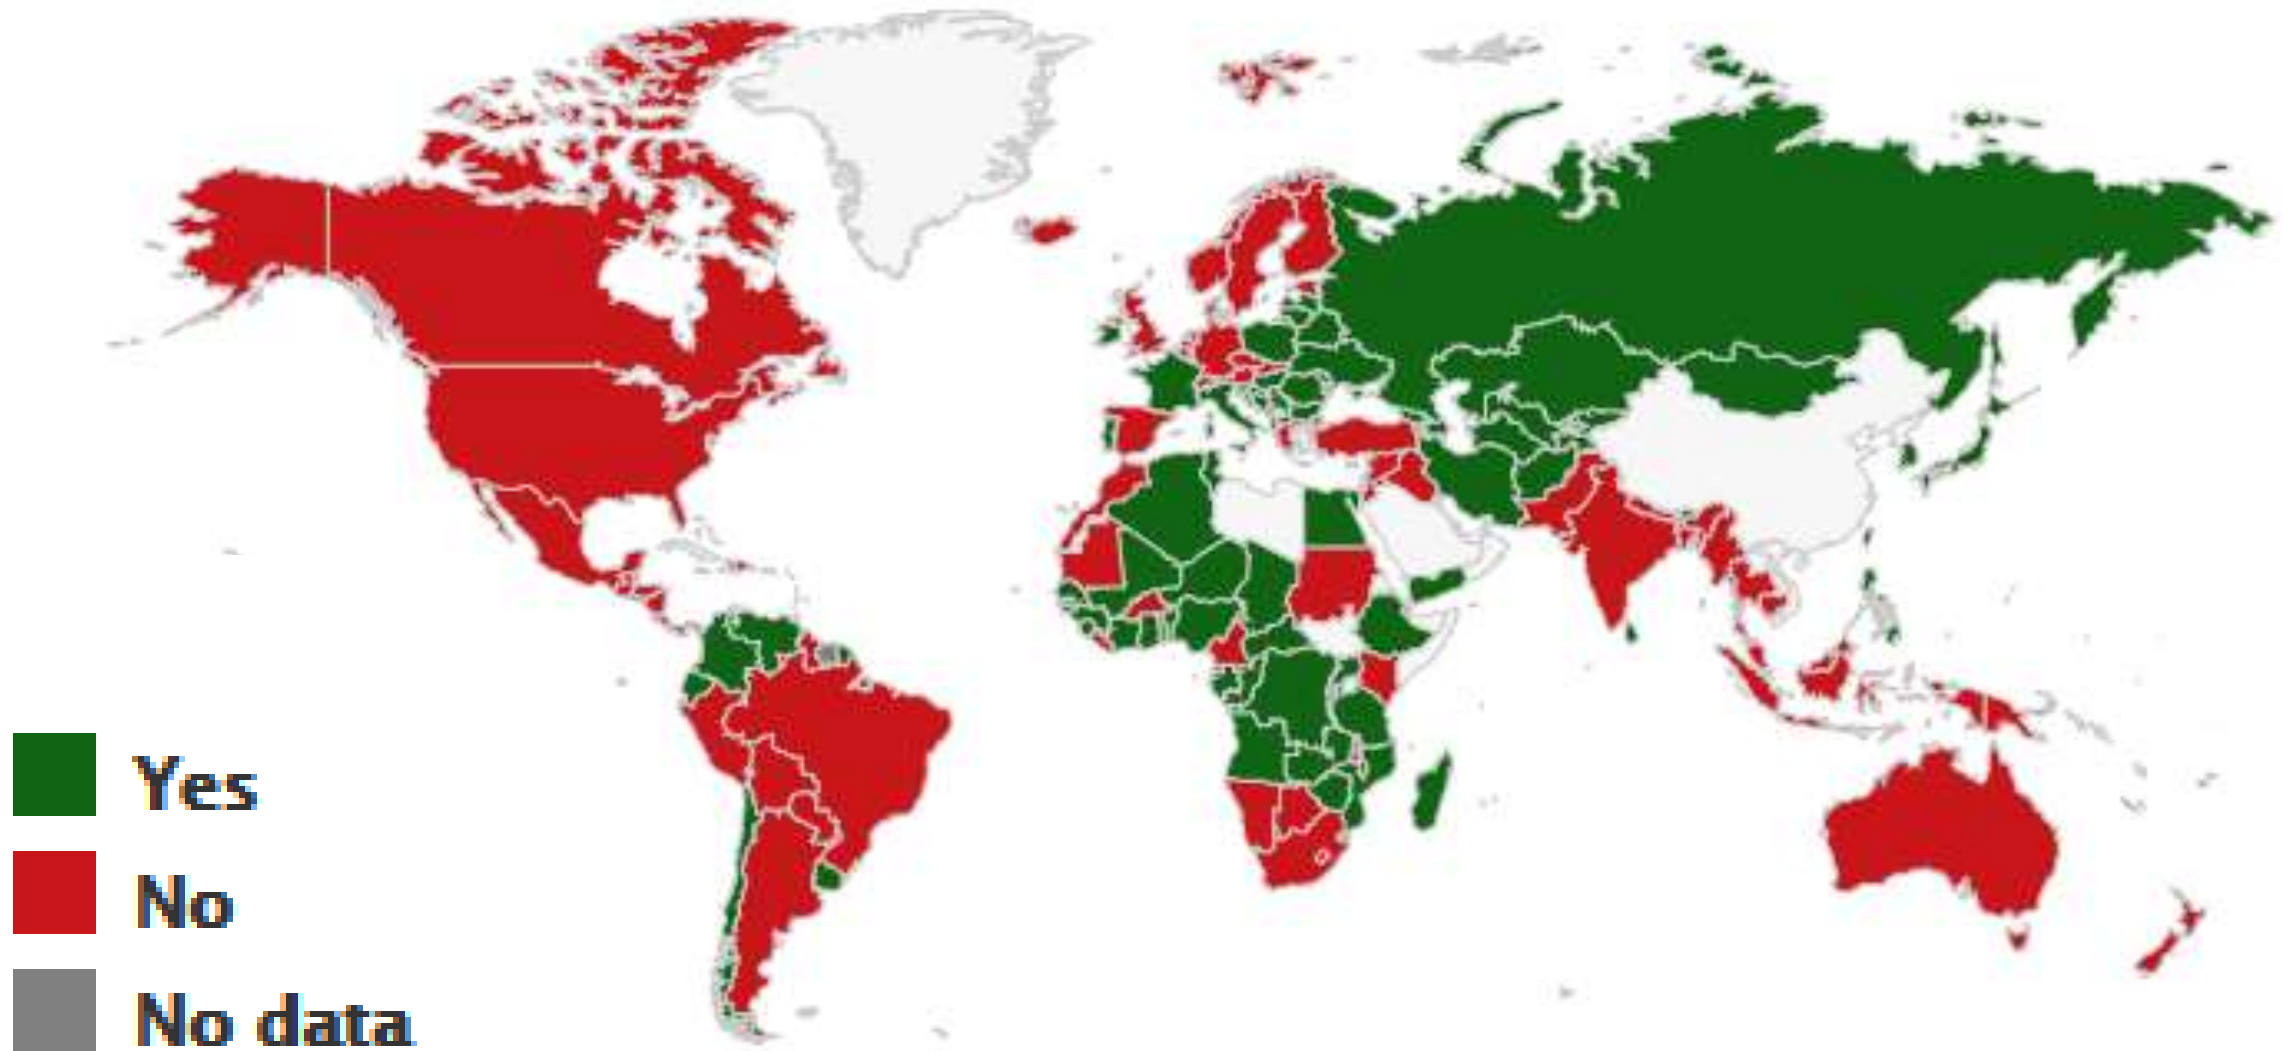 Yes
No
No data